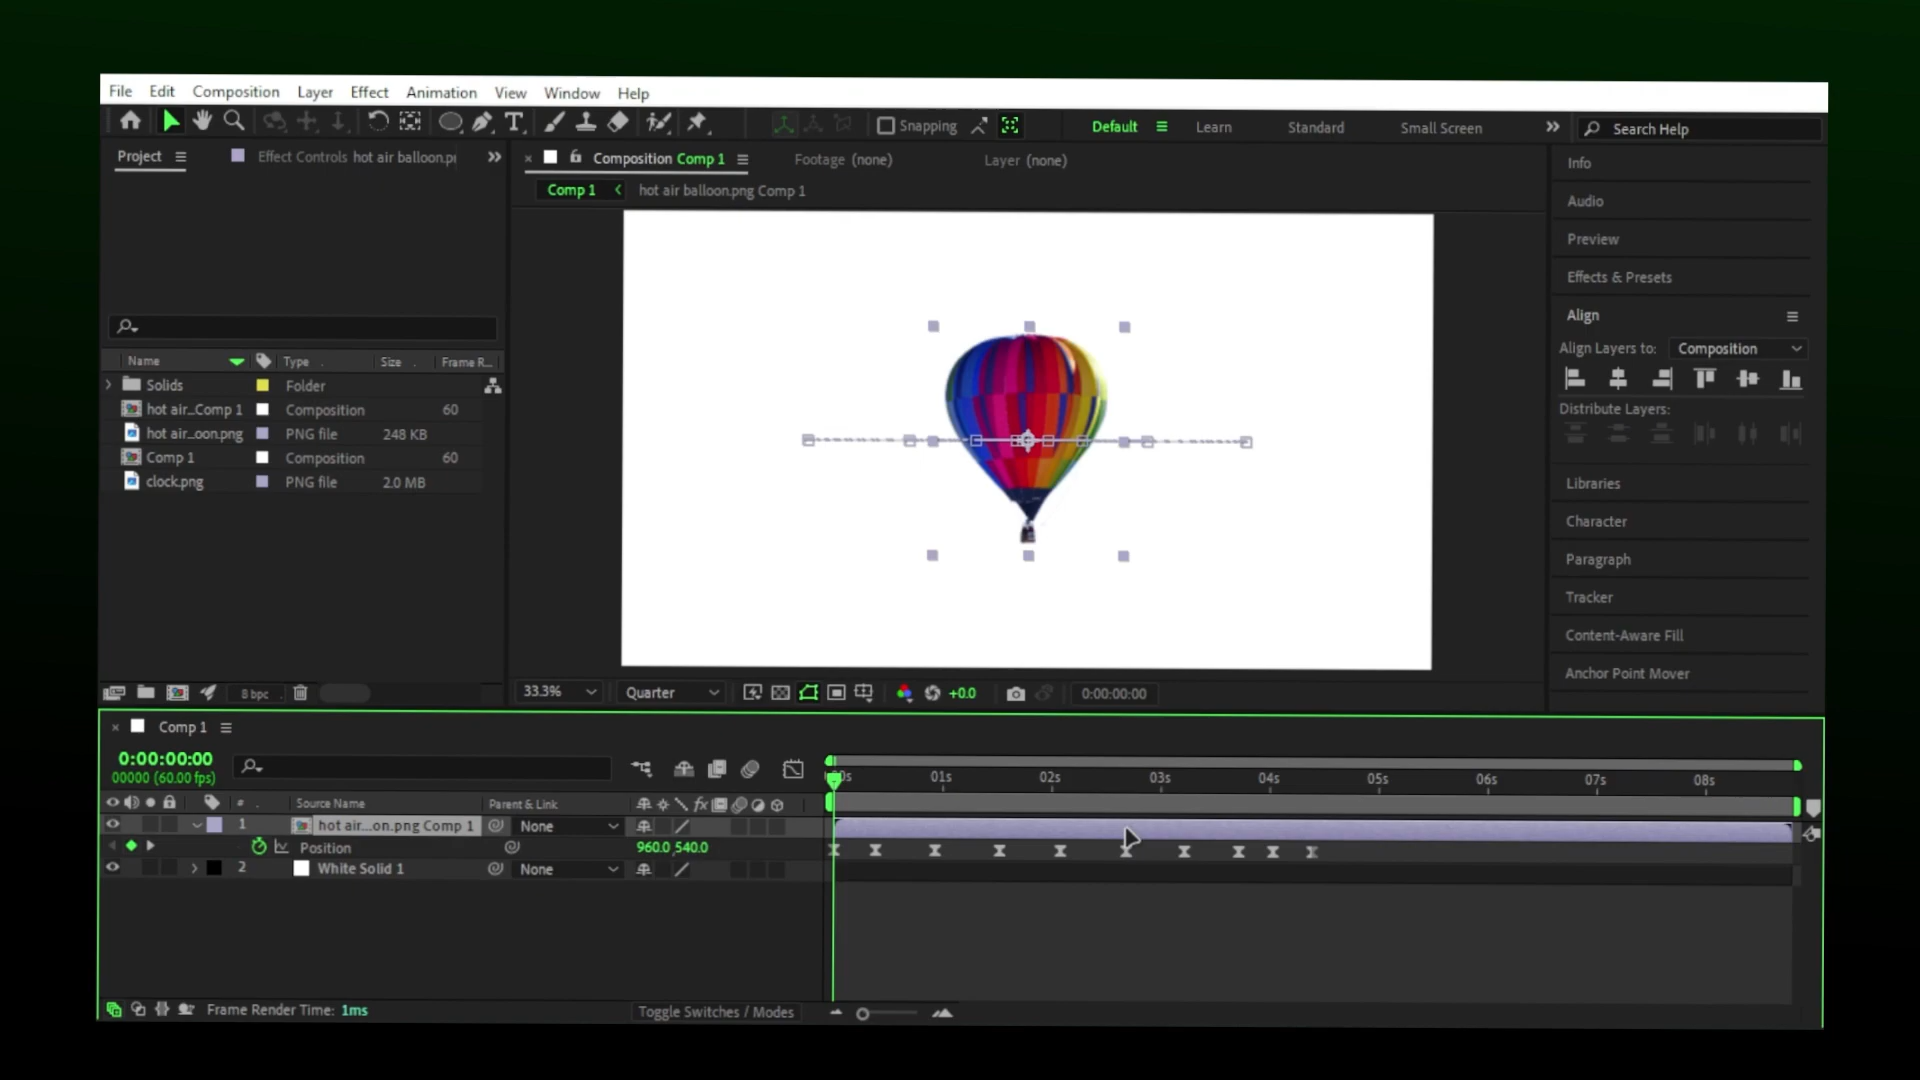 File Edit Composition Layer Effect Animation View Window Help
Snapping Default Learn Standard Small Screen Search Help
Project Effect Controls hot air balloon.p
Composition Comp 1 Footage (none) Layer (none)
Comp 1 hot air balloon.png Comp 1
Info
Audio
Preview
Effects & Presets
Align
Align Layers to: Composition
Distribute Layers:
Libraries
Character
Paragraph
Tracker
Content-Aware Fill
Anchor Point Mover
Name Type Size Frame R...
Solids Folder
hot air...Comp 1 Composition 60
hot air...oon.png PNG file 248 KB
Comp 1 Composition 60
clock.png PNG file 2.0 MB
8 bpc
33.3% Quarter +0.0 0:00:00:00
Comp 1
0:00:00:00
00000 (60.00 fps)
01s 02s 03s 04s 05s 06s 07s 08s
# Source Name Parent & Link fx
1 hot air...on.png Comp 1 None
Position 960.0 ,540.0
2 White Solid 1 None
Frame Render Time: 1ms Toggle Switches / Modes